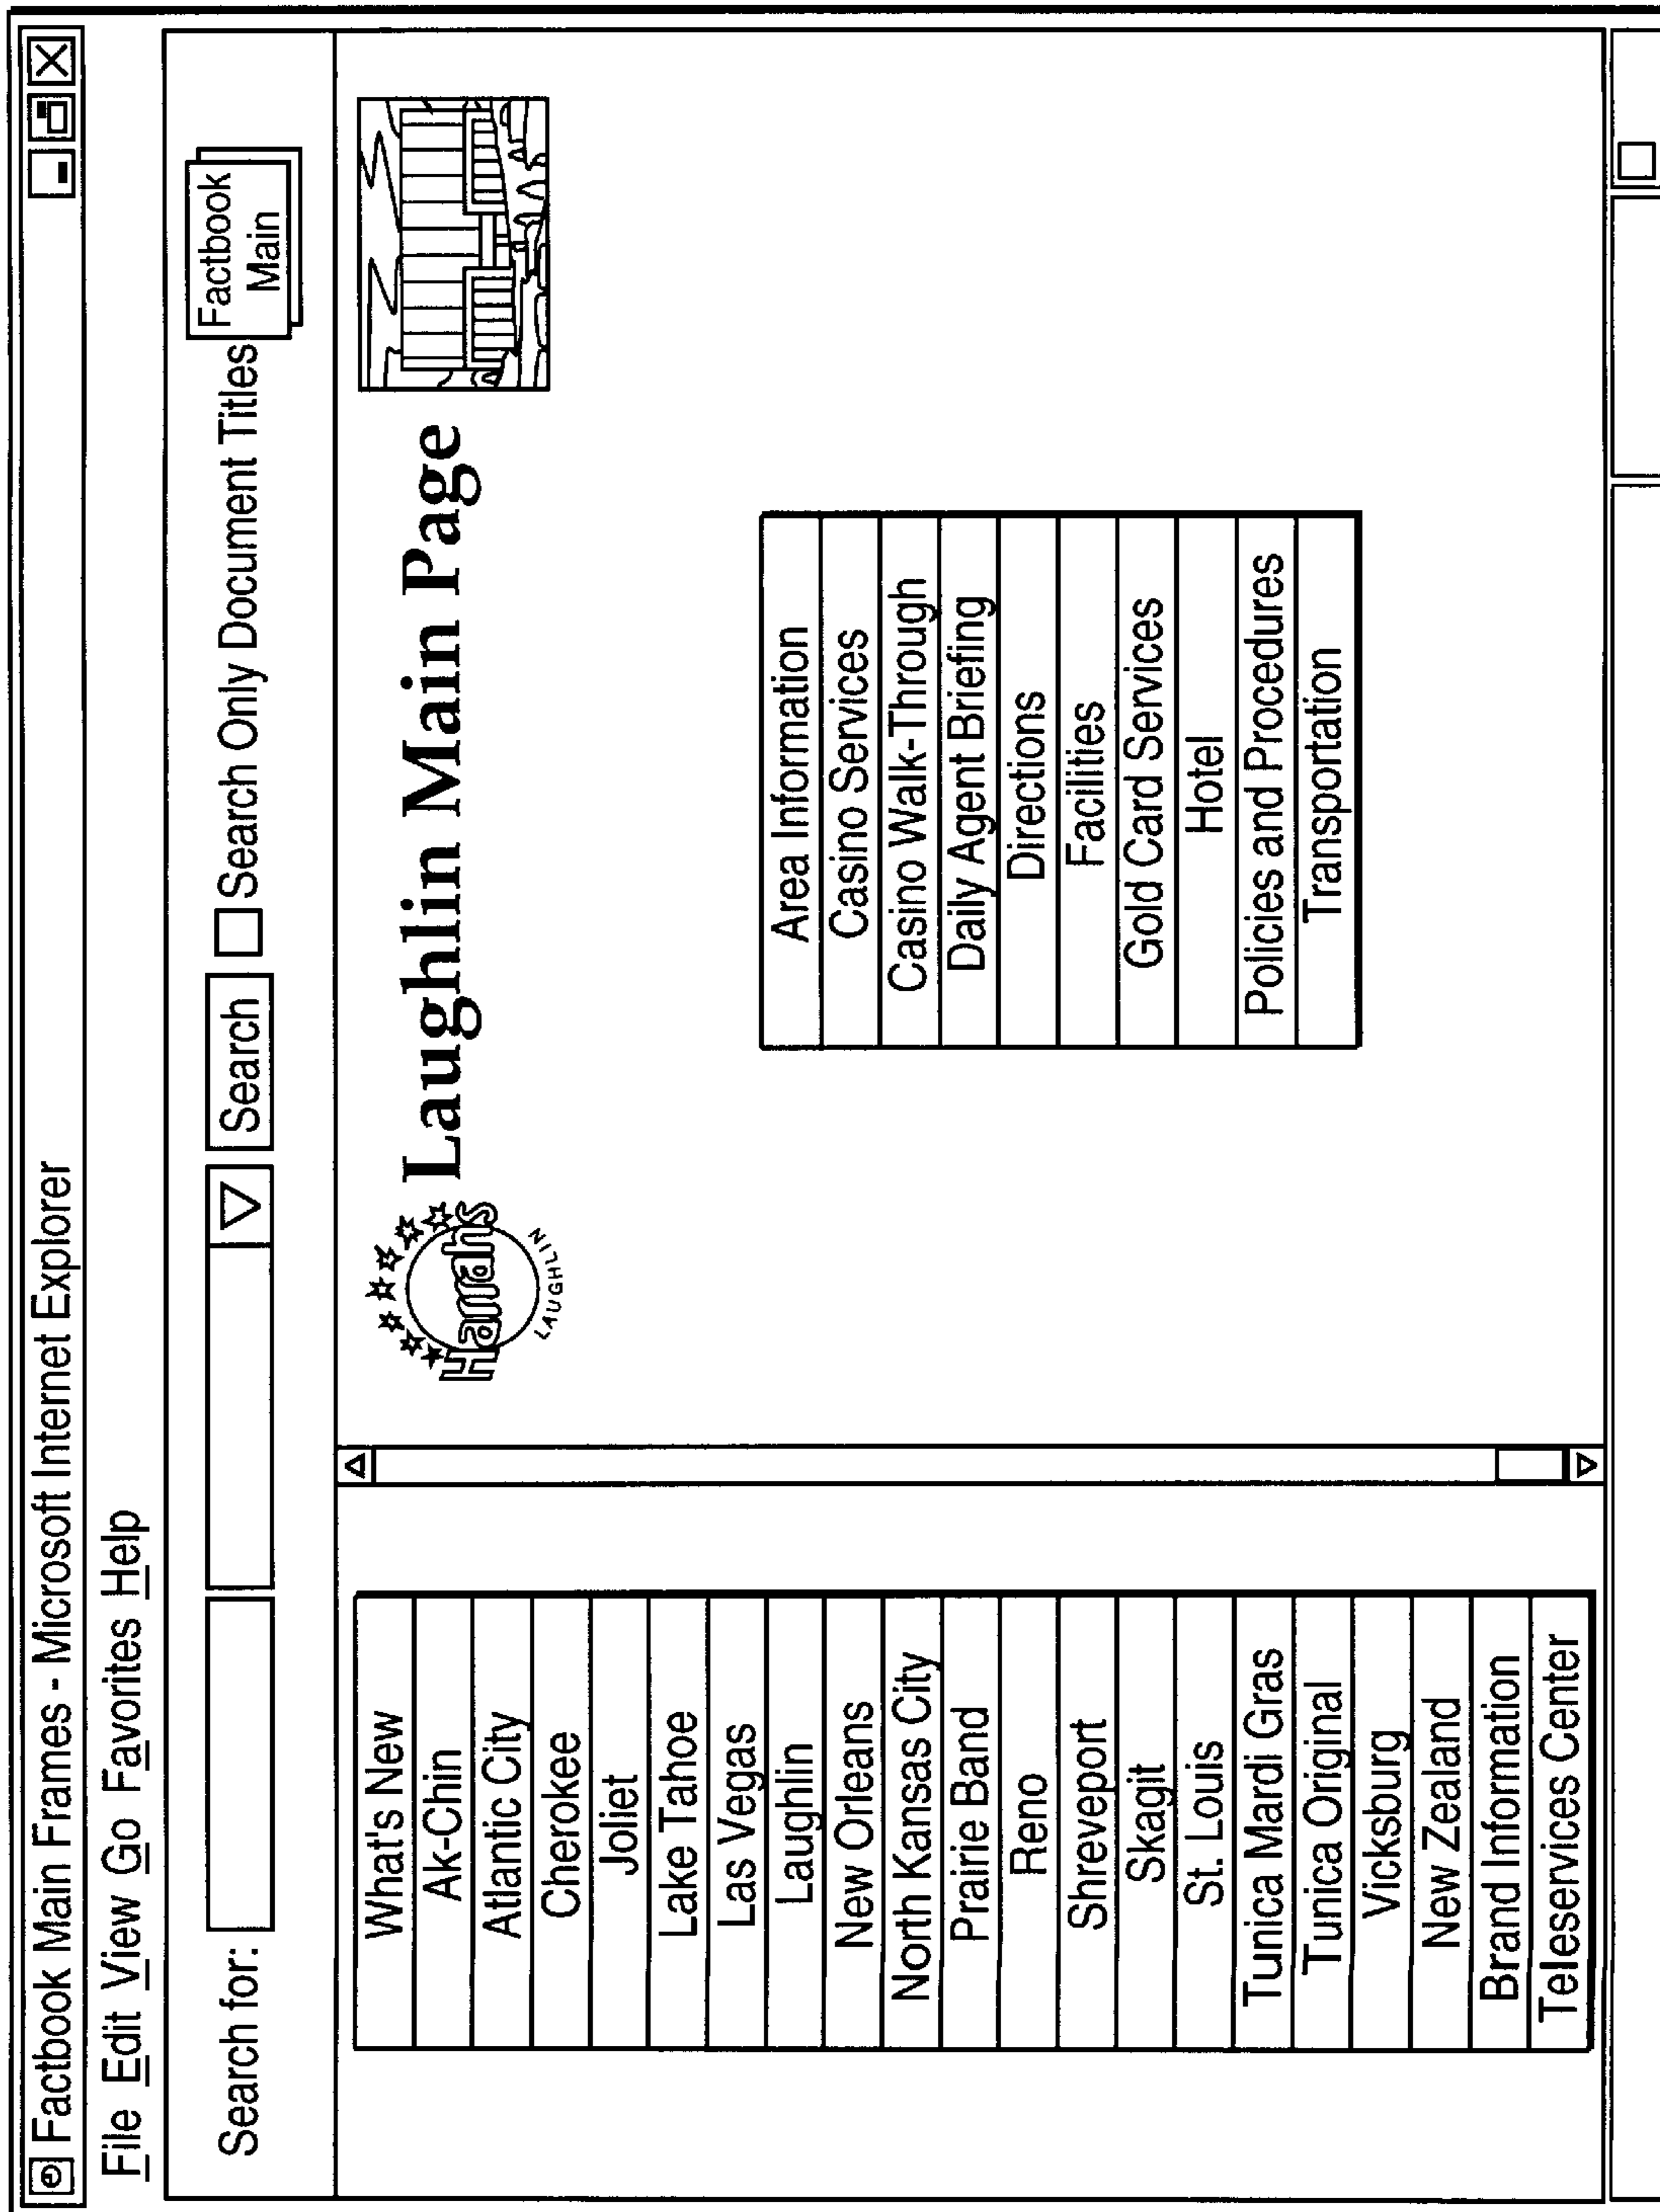 Factbook Main Frames - Microsoft Internet Explorer
File Edit View Go Favorites Help
Search for:
Search
Search Only Document Titles
Factbook
Main
Harrahs
LAUGHLIN
Laughlin Main Page
What's New
Ak-Chin
Atlantic City
Cherokee
Joliet
Lake Tahoe
Las Vegas
Laughlin
New Orleans
North Kansas City
Prairie Band
Reno
Shreveport
Skagit
St. Louis
Tunica Mardi Gras
Tunica Original
Vicksburg
New Zealand
Brand Information
Teleservices Center
Area Information
Casino Services
Casino Walk-Through
Daily Agent Briefing
Directions
Facilities
Gold Card Services
Hotel
Policies and Procedures
Transportation